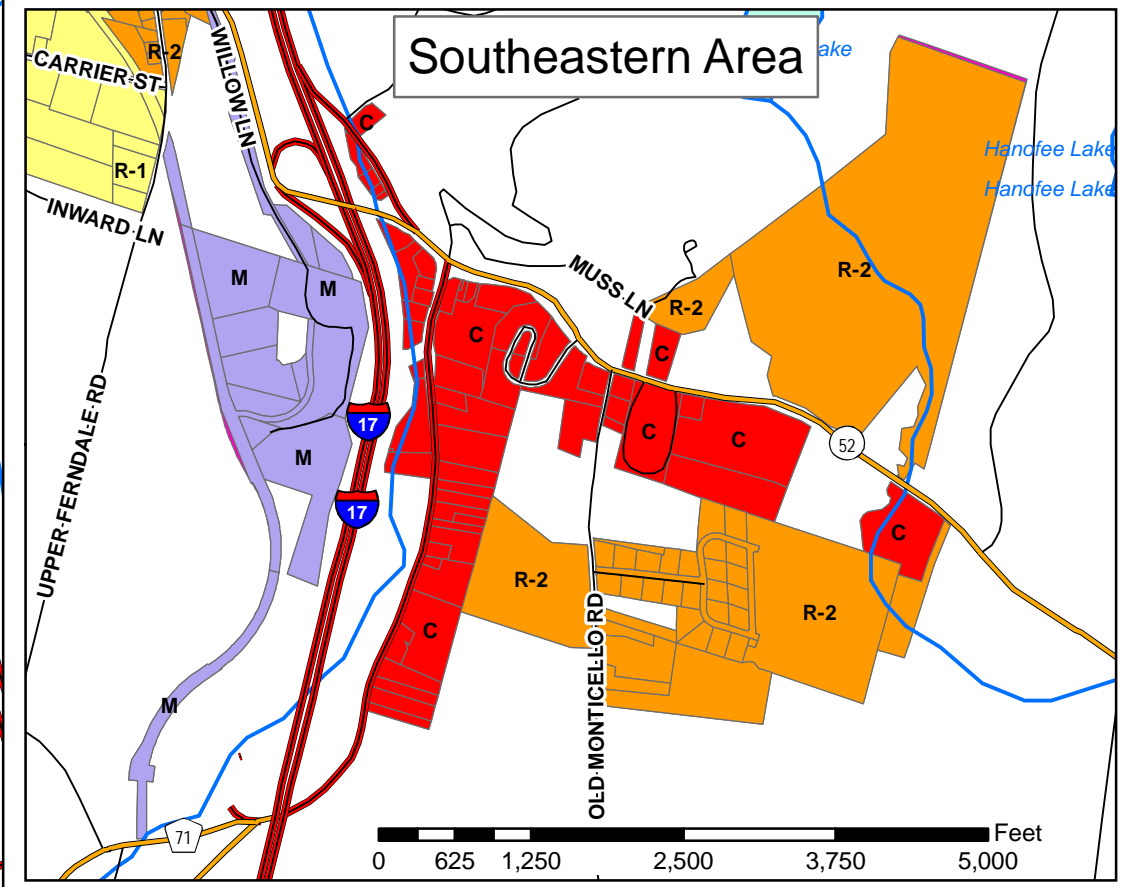 Southeastern Area
ake
R-2
CARRIER ST
WILLOW LN
C
R-1
Hanofee Lake
Hanofee Lake
INWARD LN
M
M
MUSS LN
R-2
R-2
C
C
UPPER FERNDALE RD
17
C
C
52
M
17
C
R-2
R-2
C
OLD MONTICELLO RD
M
71
Feet
0 625 1,250 2,500 3,750 5,000